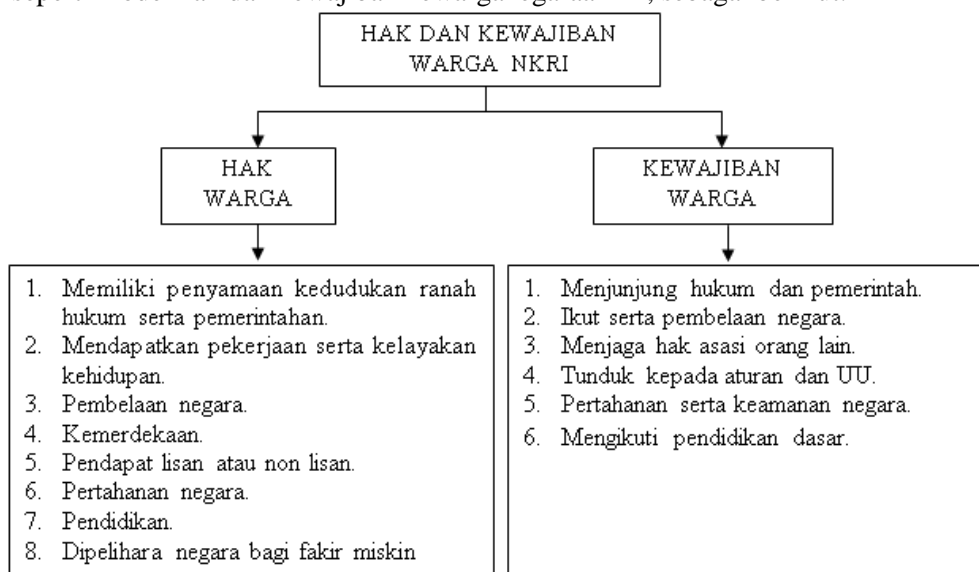 HAK DAN KEWAJIBAN
WARGA NKRI
HAK
WARGA
KEWAJIBAN
WARGA
1. Memiliki penyamaan kedudukan ranah
hukum serta pemerintahan.
2. Mendapatkan pekerjaan serta kelayakan
kehidupan.
3. Pembelaan negara.
4. Kemerdekaan.
5. Pendapat lisan atau non lisan.
6. Pertahanan negara.
7. Pendidikan.
8. Dipelihara negara bagi fakir miskin
1. Menjunjung hukum dan pemerintah.
2. Ikut serta pembelaan negara.
3. Menjaga hak asasi orang lain.
4. Tunduk kepada aturan dan UU.
5. Pertahanan serta keamanan negara.
6. Mengikuti pendidikan dasar.